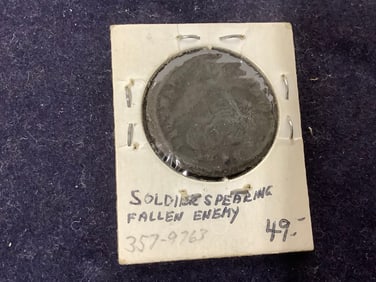 SOLDIER SPEARING
FALLEN ENEMY
49.-
357-9763